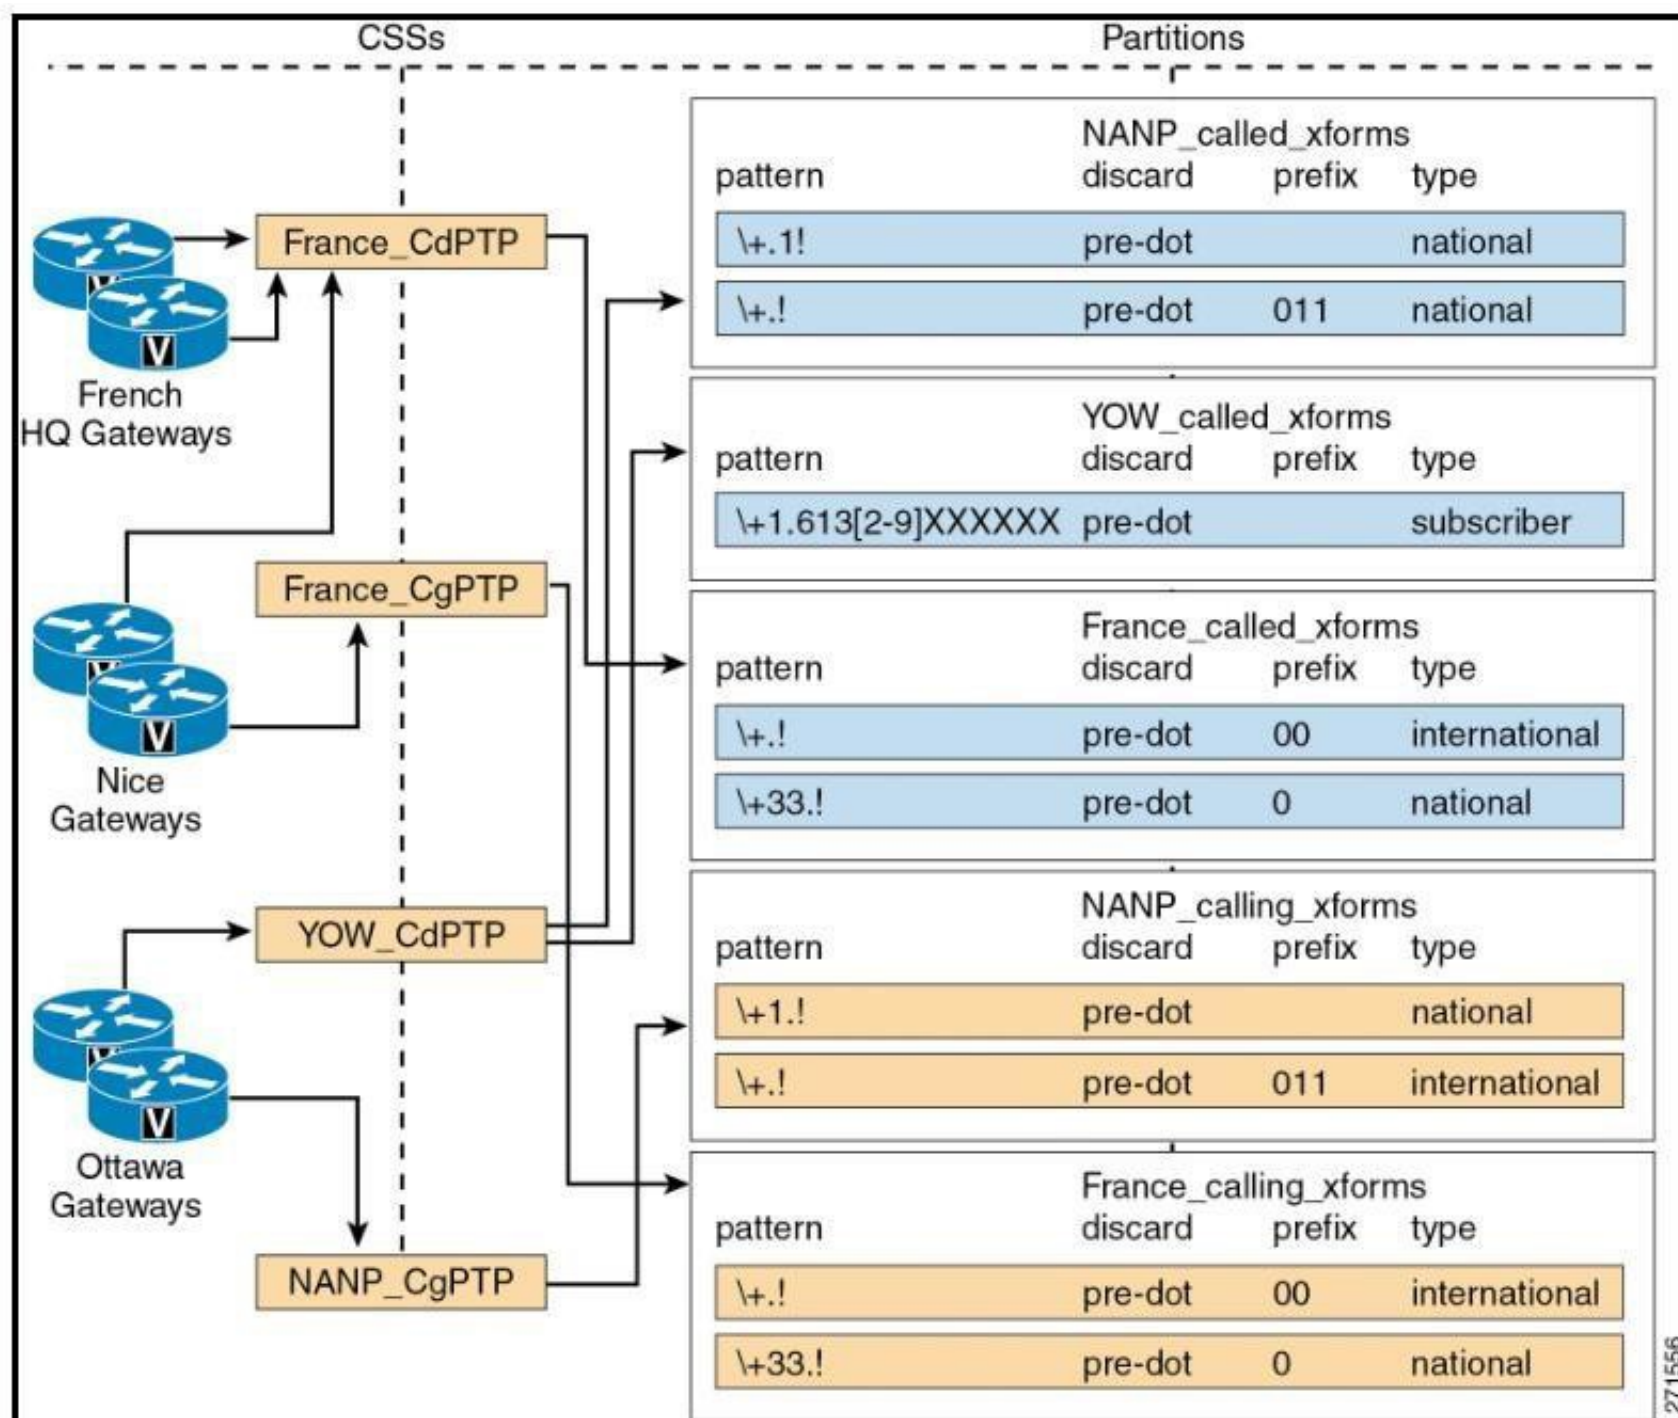 CSSs
Partitions
French
HQ Gateways
Nice
Gateways
Ottawa
Gateways
V
V
V
France_CdPTP
France_CgPTP
YOW_CdPTP
NANP_CgPTP
NANP_called_xforms
pattern discard prefix type
\+.1! pre-dot national
\+.! pre-dot 011 national
YOW_called_xforms
pattern discard prefix type
\+1.613[2-9]XXXXXX pre-dot subscriber
France_called_xforms
pattern discard prefix type
\+.! pre-dot 00 international
\+33.! pre-dot 0 national
NANP_calling_xforms
pattern discard prefix type
\+1.! pre-dot national
\+.! pre-dot 011 international
France_calling_xforms
pattern discard prefix type
\+.! pre-dot 00 international
\+33.! pre-dot 0 national
271556